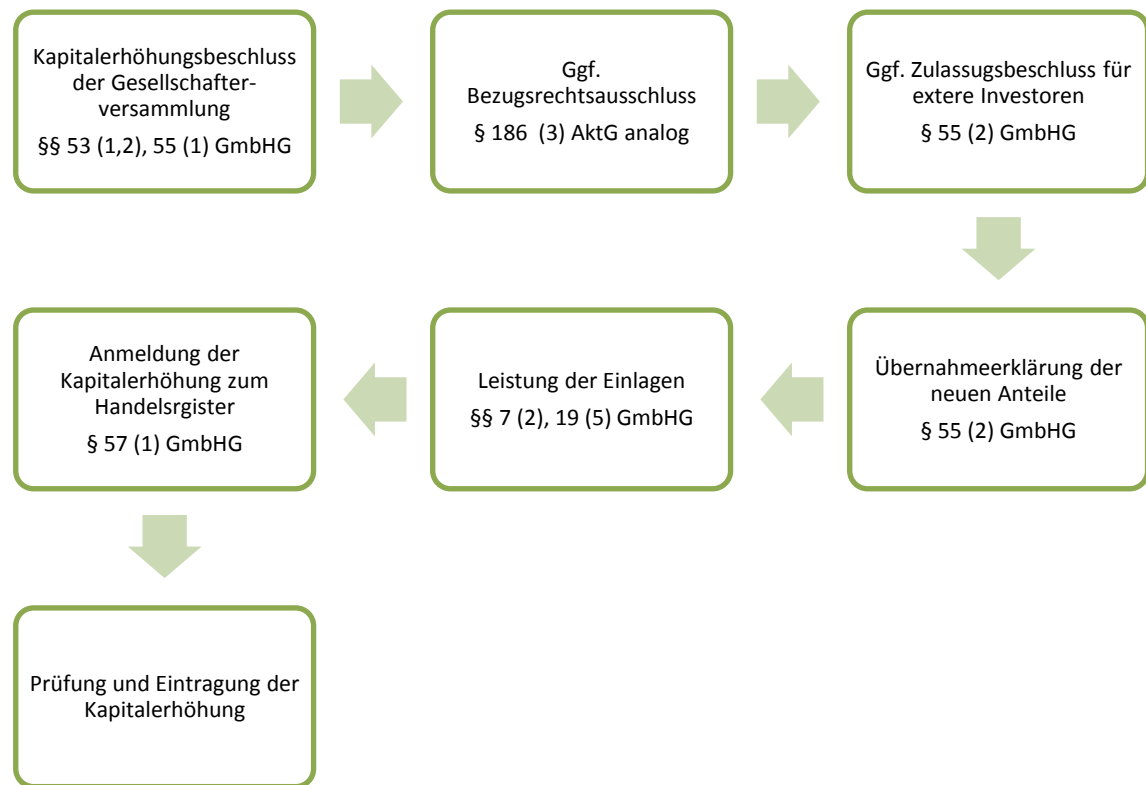 Kapitalerhöhungsbeschluss
der Gesellschafter-
versammlung
§§ 53 (1,2), 55 (1) GmbHG
Ggf.
Bezugsrechtsausschluss
§ 186 (3) AktG analog
Ggf. Zulassugsbeschluss für
extere Investoren
§ 55 (2) GmbHG
Übernahmeerklärung der
neuen Anteile
§ 55 (2) GmbHG
Leistung der Einlagen
§§ 7 (2), 19 (5) GmbHG
Anmeldung der
Kapitalerhöhung zum
Handelsrgister
§ 57 (1) GmbHG
Prüfung und Eintragung der
Kapitalerhöhung